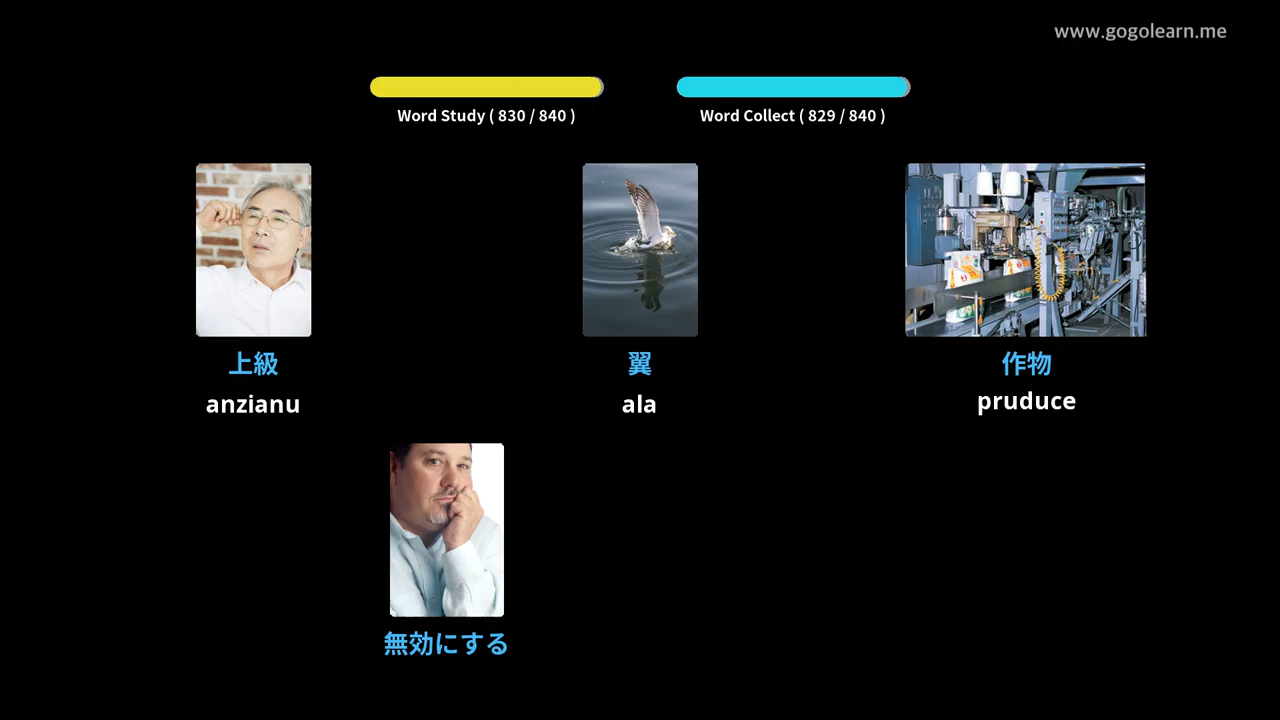 www.gogolearn.me
Word Study ( 830 / 840 )
Word Collect ( 829 / 840 )
上級
anzianu
翼
ala
作物
pruduce
無効にする